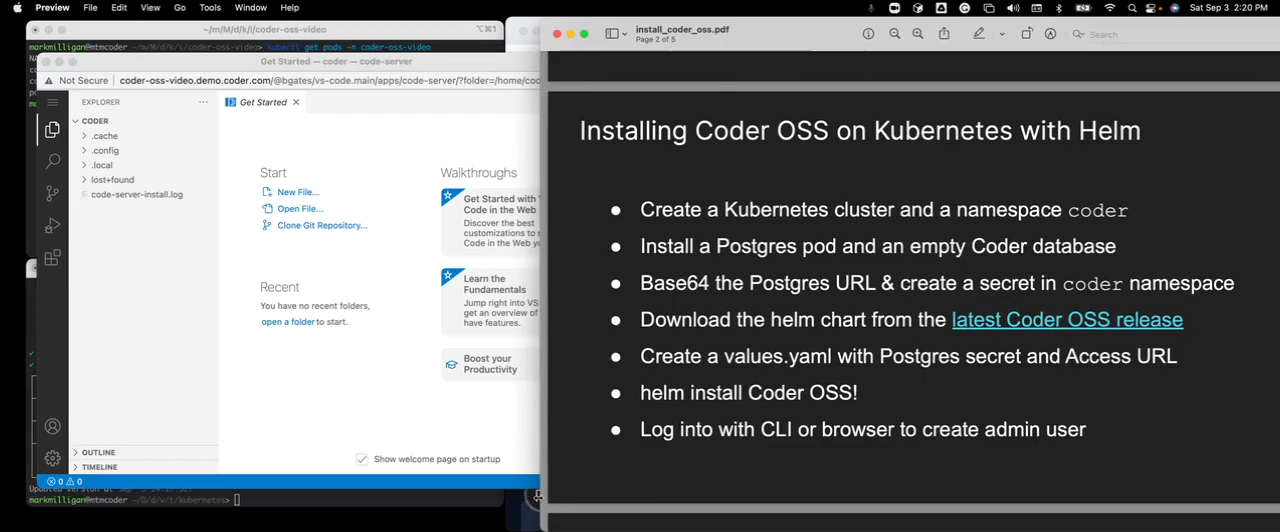 Preview File Edit View Go Tools Window Help
Sat Sep 3 2:20 PM
~/m/M/d/k/i/coder-oss-video
⌥⌘1
markmilligan@mtmcoder ~/m/M/d/k/i/coder-oss-video> kubectl get pods -n coder-oss-video
Get Started — coder — code-server
Not Secure coder-oss-video.demo.coder.com/@bgates/vs-code.main/apps/code-server/?folder=/home/cod
EXPLORER
CODER
.cache
.config
.local
lost+found
code-server-install.log
OUTLINE
TIMELINE
Get Started
Start
New File...
Open File...
Clone Git Repository...
Recent
You have no recent folders,
open a folder to start.
Walkthroughs
Get Started with
Code in the Web
Discover the best
customizations to
Code in the Web
Learn the
Fundamentals
Jump right into VS
get an overview of
have features.
Boost your
Productivity
Show welcome page on startup
0 0
markmilligan@mtmcoder ~/D/d/v/t/kubernetes>
install_coder_oss.pdf
Page 2 of 5
Search
Installing Coder OSS on Kubernetes with Helm
● Create a Kubernetes cluster and a namespace coder
● Install a Postgres pod and an empty Coder database
● Base64 the Postgres URL & create a secret in coder namespace
● Download the helm chart from the latest Coder OSS release
● Create a values.yaml with Postgres secret and Access URL
● helm install Coder OSS!
● Log into with CLI or browser to create admin user